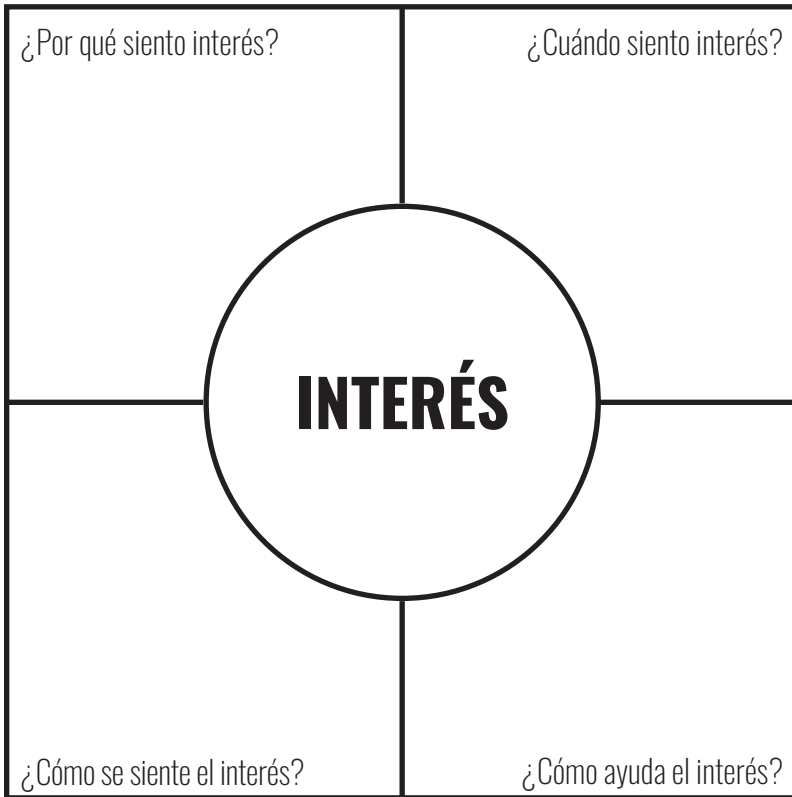 ¿Por qué siento interés?
¿Cuándo siento interés?
INTERÉS
¿Cómo se siente el interés?
¿Cómo ayuda el interés?